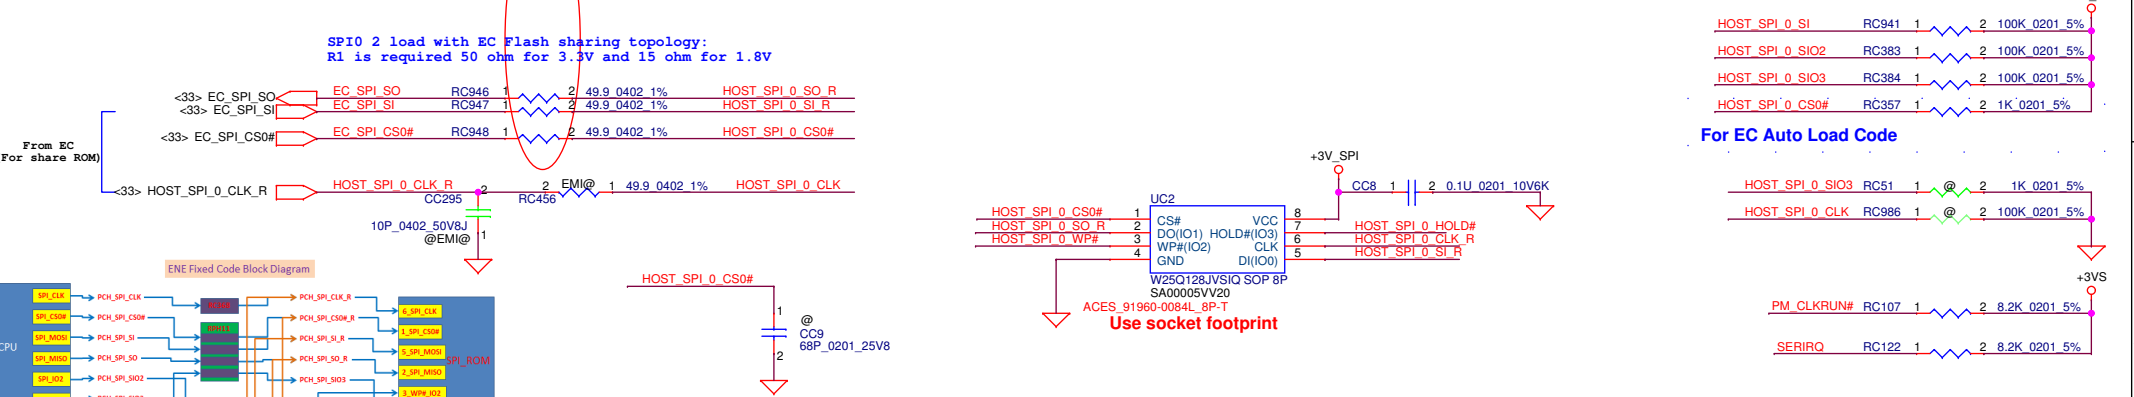 SPI0 2 load with EC Flash sharing topology:
R1 is required 50 ohm for 3.3V and 15 ohm for 1.8V
<33> EC_SPI_SO EC_SPI_SO RC946 1 2 49.9_0402_1% HOST_SPI_0_SO_R
<33> EC_SPI_SI EC_SPI_SI RC947 1 2 49.9_0402_1% HOST_SPI_0_SI_R
<33> EC_SPI_CS0# EC_SPI_CS0# RC948 1 2 49.9_0402_1% HOST_SPI_0_CS0#
From EC
For share ROM)
<33> HOST_SPI_0_CLK_R HOST_SPI_0_CLK_R 2 EMI@ 1 49.9_0402_1% HOST_SPI_0_CLK
RC456
2
CC295
10P_0402_50V8J
@EMI@
1
ENE Fixed Code Block Diagram
CPU
SPI_CLK PCH_SPI_CLK PCH_SPI_CLK_R 6_SPI_CLK
SPI_CS0# PCH_SPI_CS0# PCH_SPI_CS0#_R 1_SPI_CS0#
RPH11
SPI_MOSI PCH_SPI_SI PCH_SPI_SI_R 5_SPI_MOSI
SPI_MISO PCH_SPI_SO PCH_SPI_SO_R 2_SPI_MISO
SPI_ROM
SPI_IO2 PCH_SPI_SIO2 PCH_SPI_SIO3 3_WP#_IO2
HOST_SPI_0_CS0#
1
@
CC9
68P_0201_25V8
2
+3V_SPI
CC8 1 2 0.1U_0201_10V6K
UC2
HOST_SPI_0_CS0# 1 CS# VCC 8
HOST_SPI_0_SO_R 2 DO(IO1) HOLD#(IO3) 7 HOST_SPI_0_HOLD#
HOST_SPI_0_WP# 3 WP#(IO2) CLK 6 HOST_SPI_0_CLK_R
4 GND DI(IO0) 5 HOST_SPI_0_SI_R
W25Q128JVSIQ SOP 8P
SA00005VV20
ACES_91960-0084L_8P-T
Use socket footprint
HOST_SPI_0_SI RC941 1 2 100K_0201_5%
HOST_SPI_0_SIO2 RC383 1 2 100K_0201_5%
HOST_SPI_0_SIO3 RC384 1 2 100K_0201_5%
HOST_SPI_0_CS0# RC357 1 2 1K_0201_5%
For EC Auto Load Code
HOST_SPI_0_SIO3 RC51 1 @ 2 1K_0201_5%
HOST_SPI_0_CLK RC986 1 @ 2 100K_0201_5%
+3VS
PM_CLKRUN# RC107 1 2 8.2K_0201_5%
SERIRQ RC122 1 2 8.2K_0201_5%